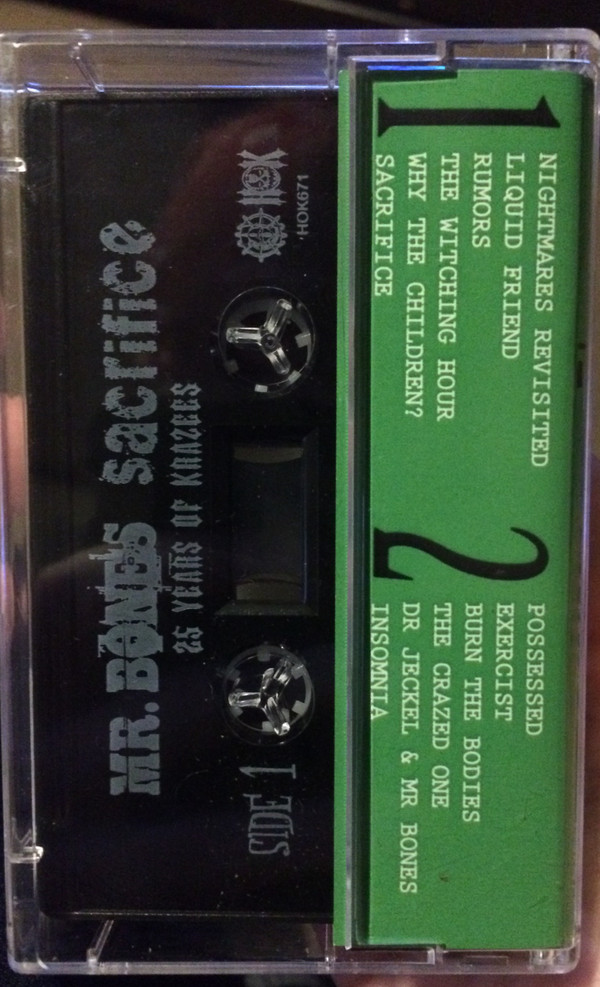 1
NIGHTMARES REVISITED
LIQUID FRIEND
RUMORS
THE WITCHING HOUR
WHY THE CHILDREN?
SACRIFICE
2
POSSESSED
EXERCIST
BURN THE BODIES
THE CRAZED ONE
DR JECKEL & MR BONES
INSOMNIA
HOK
HOK671
SIDE 1
25 YEARS OF KRAZEES
MR. BONES sacrifice